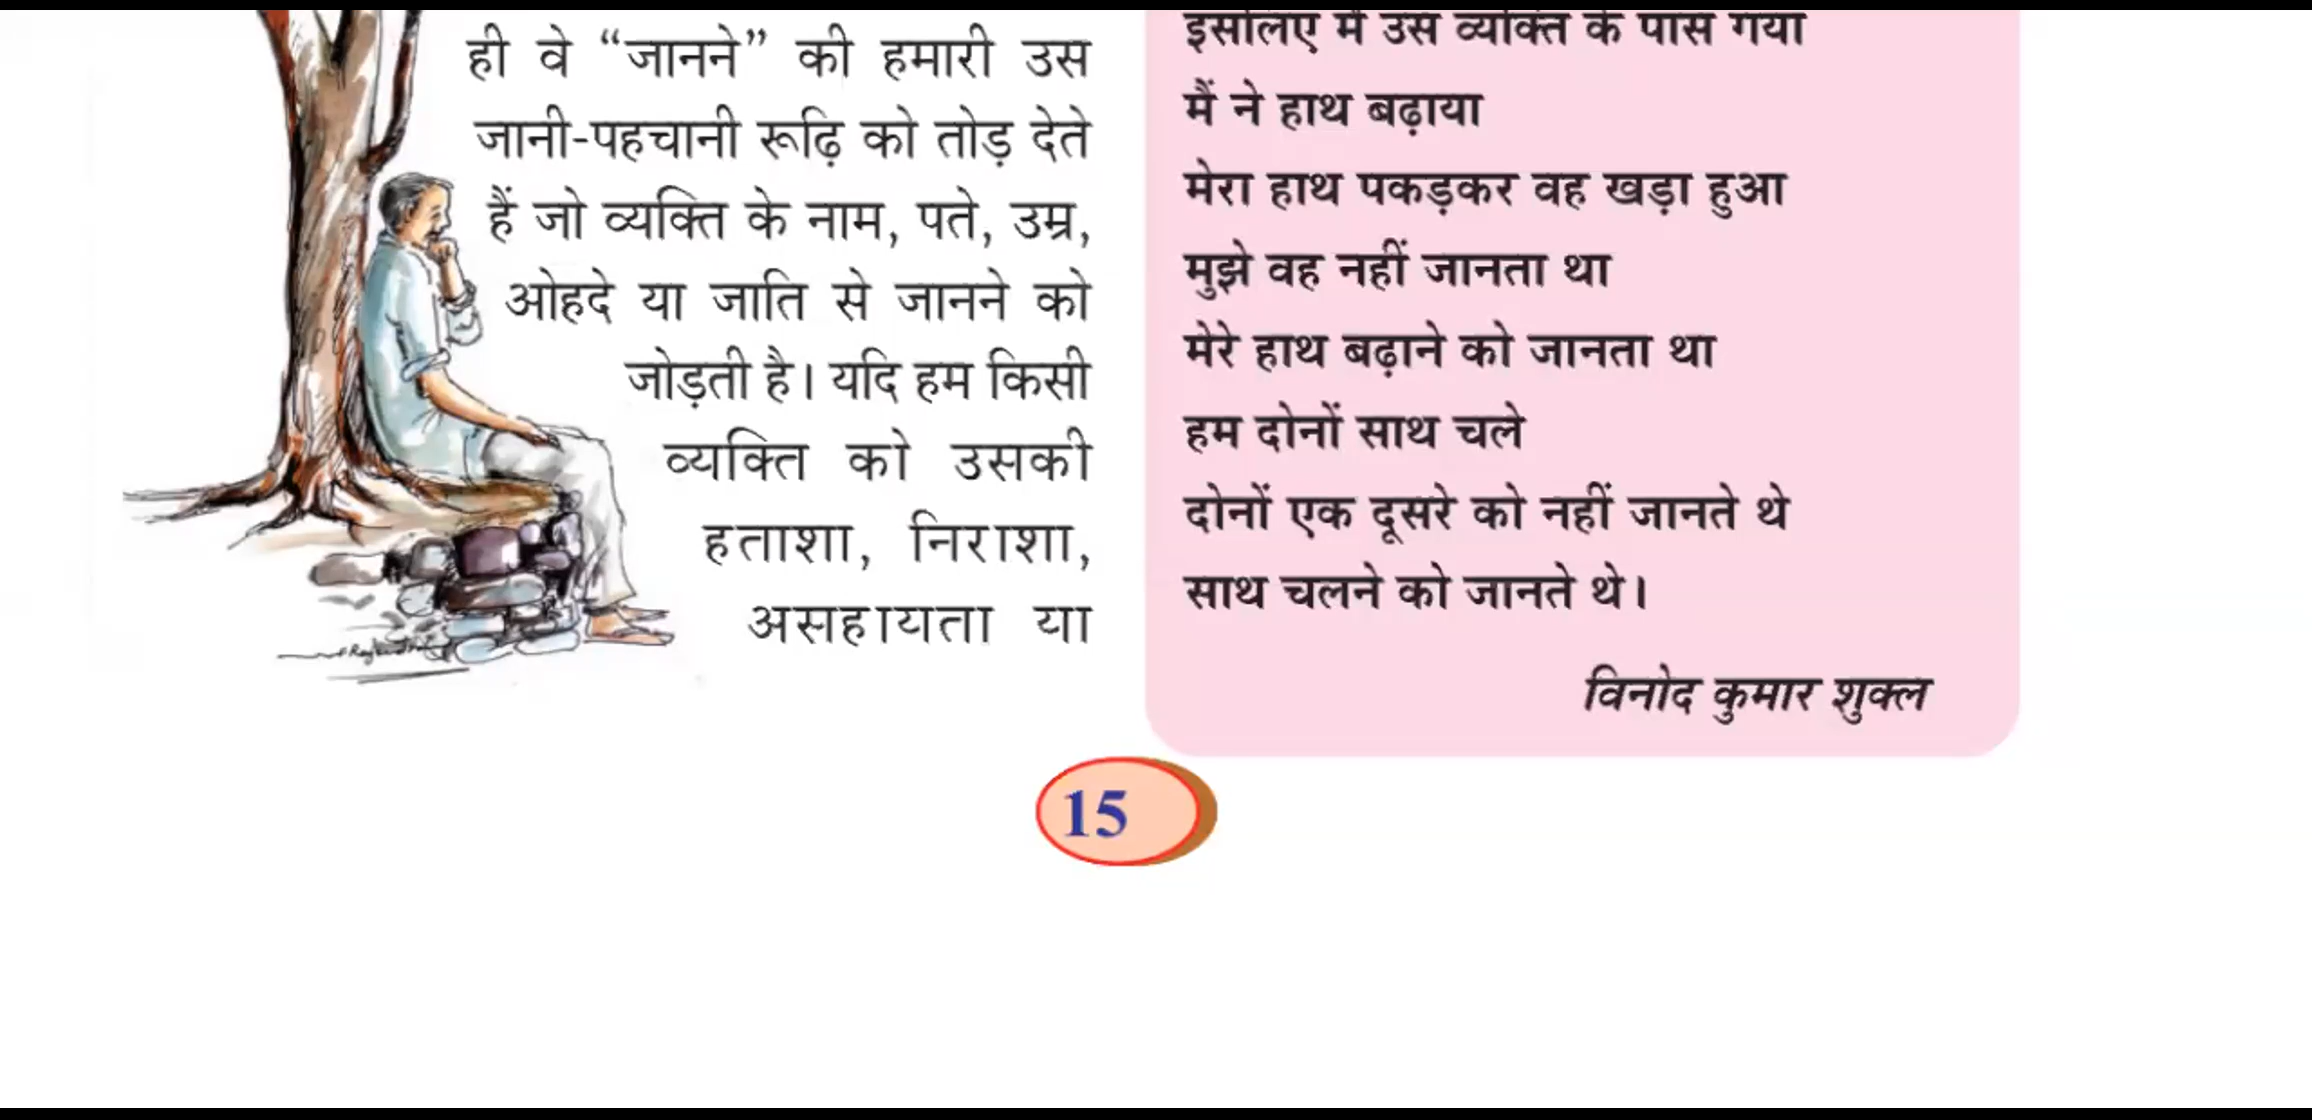 ही वे “जानने” की हमारी उस
जानी-पहचानी रूढ़ि को तोड़ देते
हैं जो व्यक्ति के नाम, पते, उम्र,
ओहदे या जाति से जानने को
जोड़ती है। यदि हम किसी
व्यक्ति को उसकी
हताशा, निराशा,
असहायता या
इसलिए मैं उस व्यक्ति के पास गया
मैं ने हाथ बढ़ाया
मेरा हाथ पकड़कर वह खड़ा हुआ
मुझे वह नहीं जानता था
मेरे हाथ बढ़ाने को जानता था
हम दोनों साथ चले
दोनों एक दूसरे को नहीं जानते थे
साथ चलने को जानते थे।
विनोद कुमार शुक्ल
15